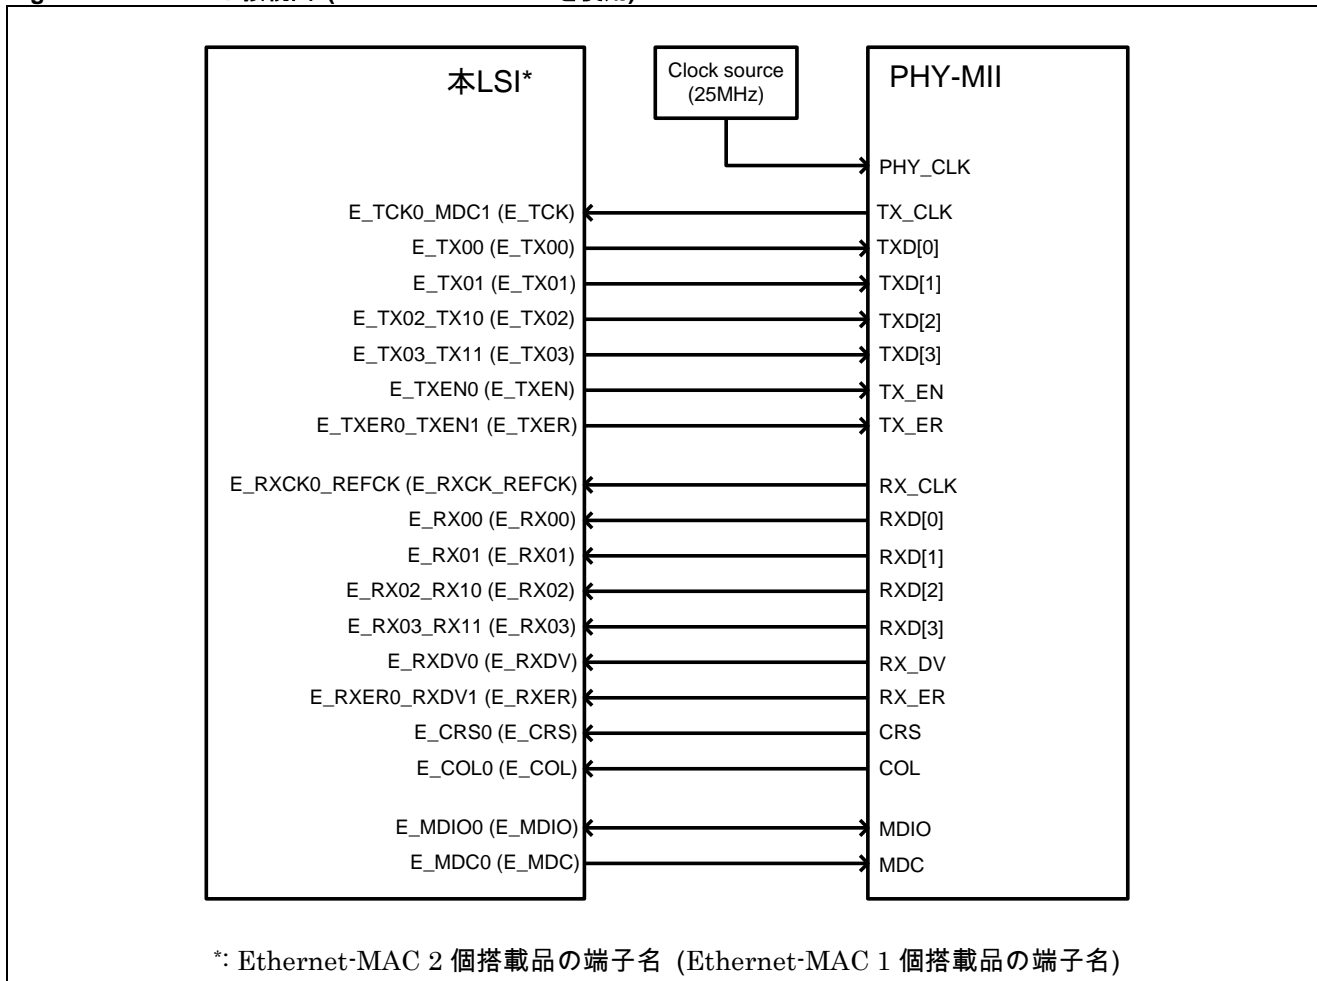 本LSI*
Clock source
(25MHz)
PHY-MII
PHY_CLK
E_TCK0_MDC1 (E_TCK) TX_CLK
E_TX00 (E_TX00) TXD[0]
E_TX01 (E_TX01) TXD[1]
E_TX02_TX10 (E_TX02) TXD[2]
E_TX03_TX11 (E_TX03) TXD[3]
E_TXEN0 (E_TXEN) TX_EN
E_TXER0_TXEN1 (E_TXER) TX_ER
E_RXCK0_REFCK (E_RXCK_REFCK) RX_CLK
E_RX00 (E_RX00) RXD[0]
E_RX01 (E_RX01) RXD[1]
E_RX02_RX10 (E_RX02) RXD[2]
E_RX03_RX11 (E_RX03) RXD[3]
E_RXDV0 (E_RXDV) RX_DV
E_RXER0_RXDV1 (E_RXER) RX_ER
E_CRS0 (E_CRS) CRS
E_COL0 (E_COL) COL
E_MDIO0 (E_MDIO) MDIO
E_MDC0 (E_MDC) MDC
*: Ethernet-MAC 2 個搭載品の端子名 (Ethernet-MAC 1 個搭載品の端子名)